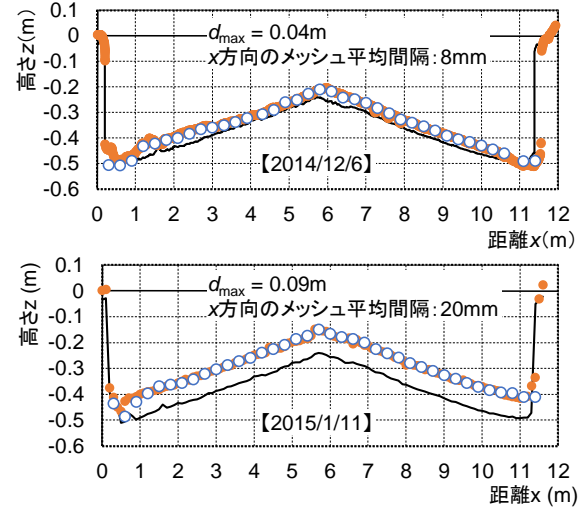 0.1
0
-0.1
-0.2
-0.3
-0.4
-0.5
-0.6
高さz(m)
dmax = 0.04m
x方向のメッシュ平均間隔：8mm
【2014/12/6】
0 1 2 3 4 5 6 7 8 9 10 11 12
距離x(m)
0.1
0
-0.1
-0.2
-0.3
-0.4
-0.5
-0.6
高さz (m)
dmax = 0.09m
x方向のメッシュ平均間隔：20mm
【2015/1/11】
0 1 2 3 4 5 6 7 8 9 10 11 12
距離x (m)